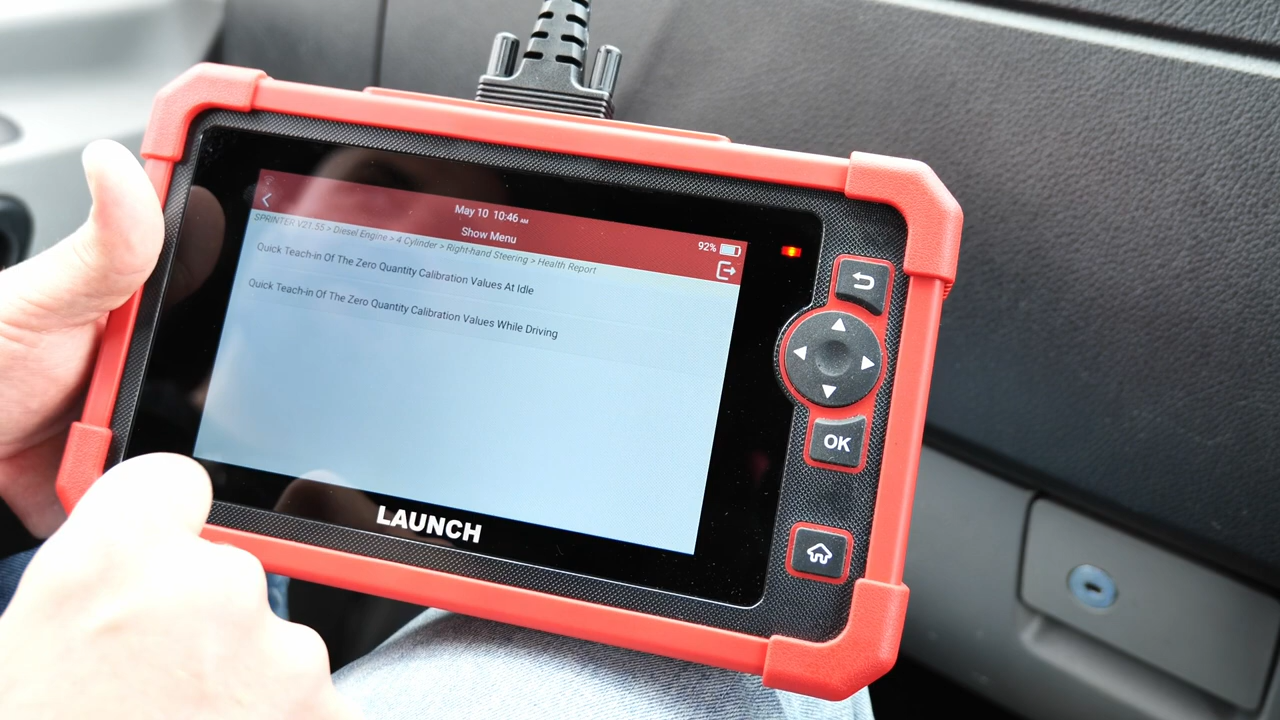 May 10 10:46 AM
Show Menu
92%
SPRINTER V21.55 > Diesel Engine > 4 Cylinder > Right-hand Steering > Health Report
Quick Teach-in Of The Zero Quantity Calibration Values At Idle
Quick Teach-in Of The Zero Quantity Calibration Values While Driving
OK
LAUNCH